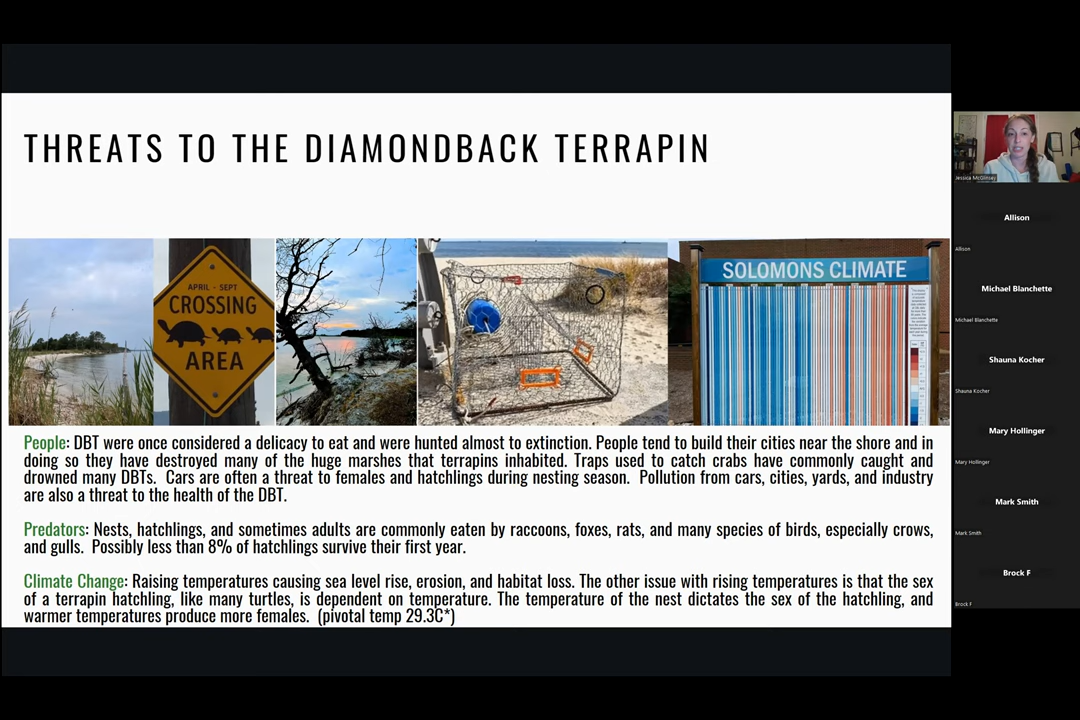 THREATS TO THE DIAMONDBACK TERRAPIN
APRIL - SEPT
CROSSING
AREA
SOLOMONS CLIMATE
People: DBT were once considered a delicacy to eat and were hunted almost to extinction. People tend to build their cities near the shore and in
doing so they have destroyed many of the huge marshes that terrapins inhabited. Traps used to catch crabs have commonly caught and
drowned many DBTs. Cars are often a threat to females and hatchlings during nesting season. Pollution from cars, cities, yards, and industry
are also a threat to the health of the DBT.
Predators: Nests, hatchlings, and sometimes adults are commonly eaten by raccoons, foxes, rats, and many species of birds, especially crows,
and gulls. Possibly less than 8% of hatchlings survive their first year.
Climate Change: Raising temperatures causing sea level rise, erosion, and habitat loss. The other issue with rising temperatures is that the sex
of a terrapin hatchling, like many turtles, is dependent on temperature. The temperature of the nest dictates the sex of the hatchling, and
warmer temperatures produce more females. (pivotal temp 29.3C*)
Jessica McGlinsey
Allison
Allison
Michael Blanchette
Michael Blanchette
Shauna Kocher
Shauna Kocher
Mary Hollinger
Mary Hollinger
Mark Smith
Mark Smith
Brock F
Brock F